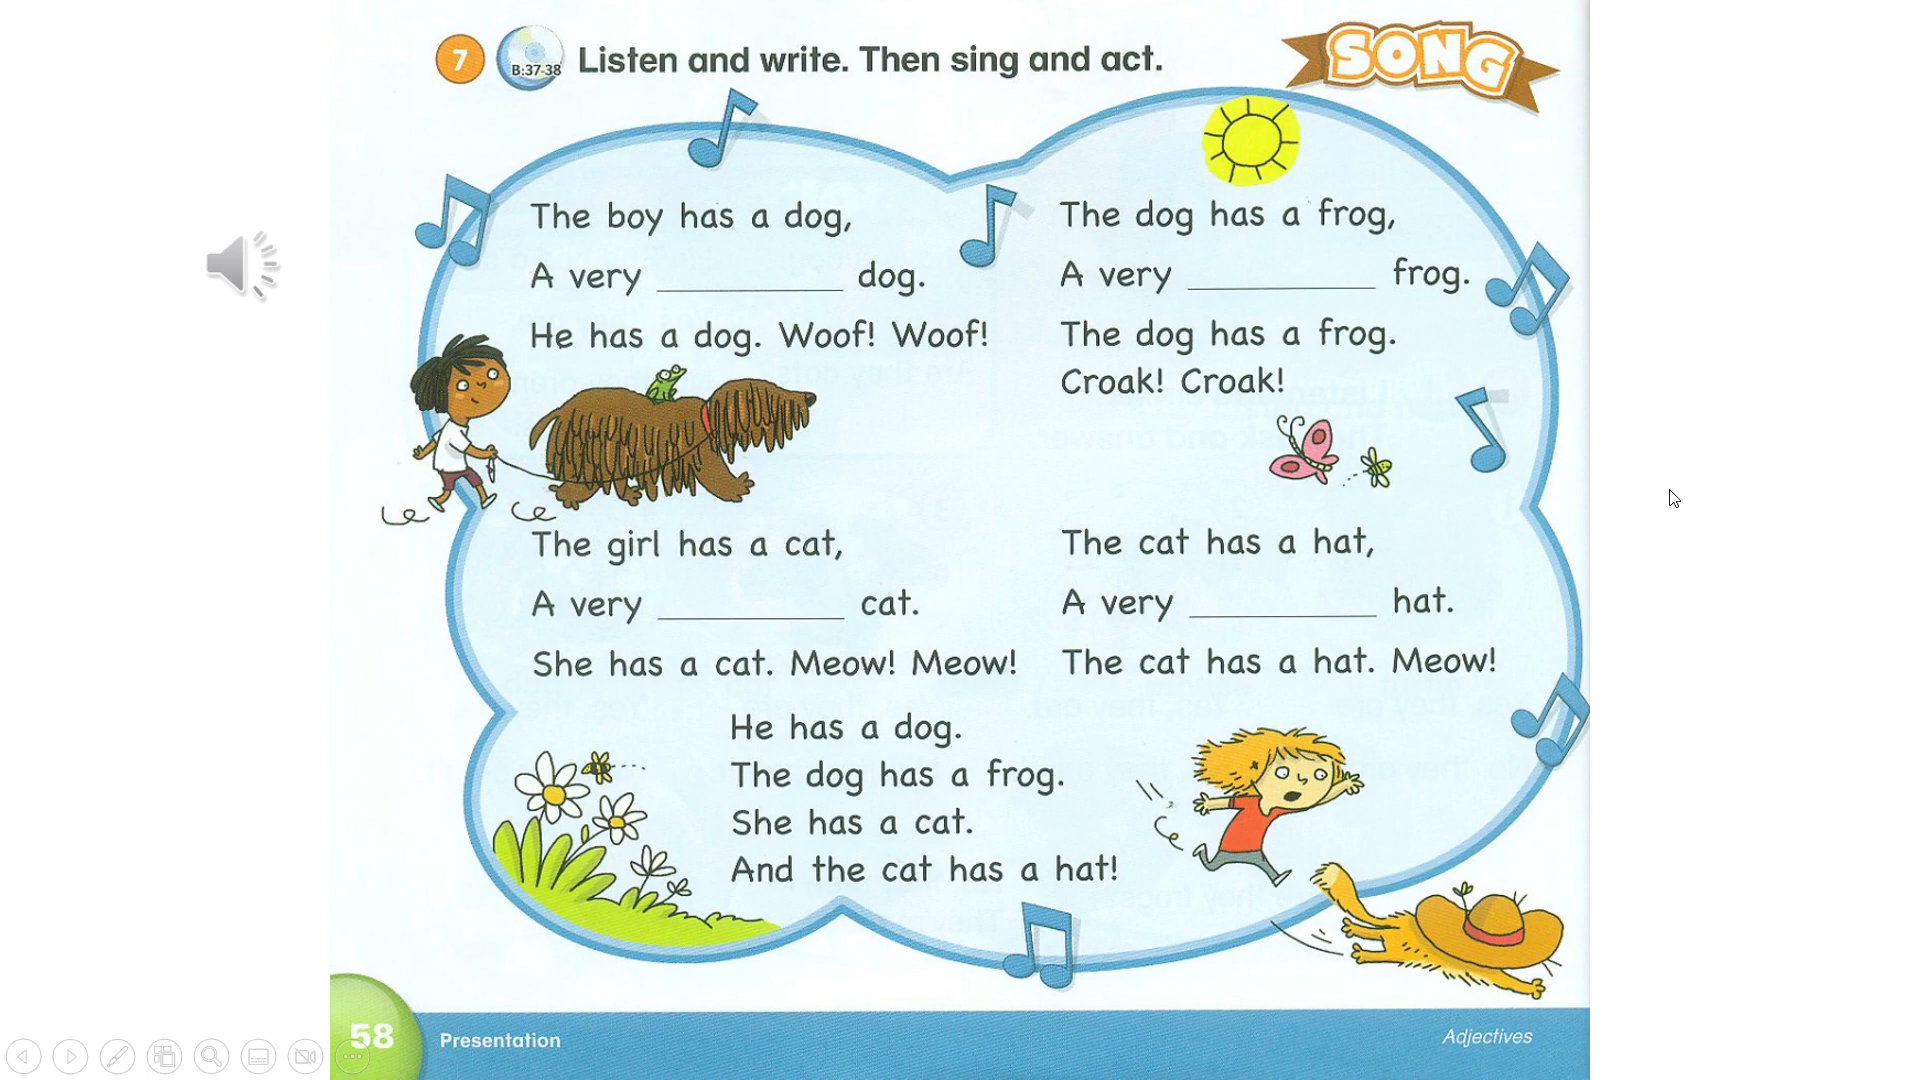 7 B:37-38 Listen and write. Then sing and act.
SONG
The boy has a dog,
A very __________ dog.
He has a dog. Woof! Woof!
The dog has a frog,
A very __________ frog.
The dog has a frog.
Croak! Croak!
The girl has a cat,
A very __________ cat.
She has a cat. Meow! Meow!
The cat has a hat,
A very __________ hat.
The cat has a hat. Meow!
He has a dog.
The dog has a frog.
She has a cat.
And the cat has a hat!
58 Presentation
Adjectives